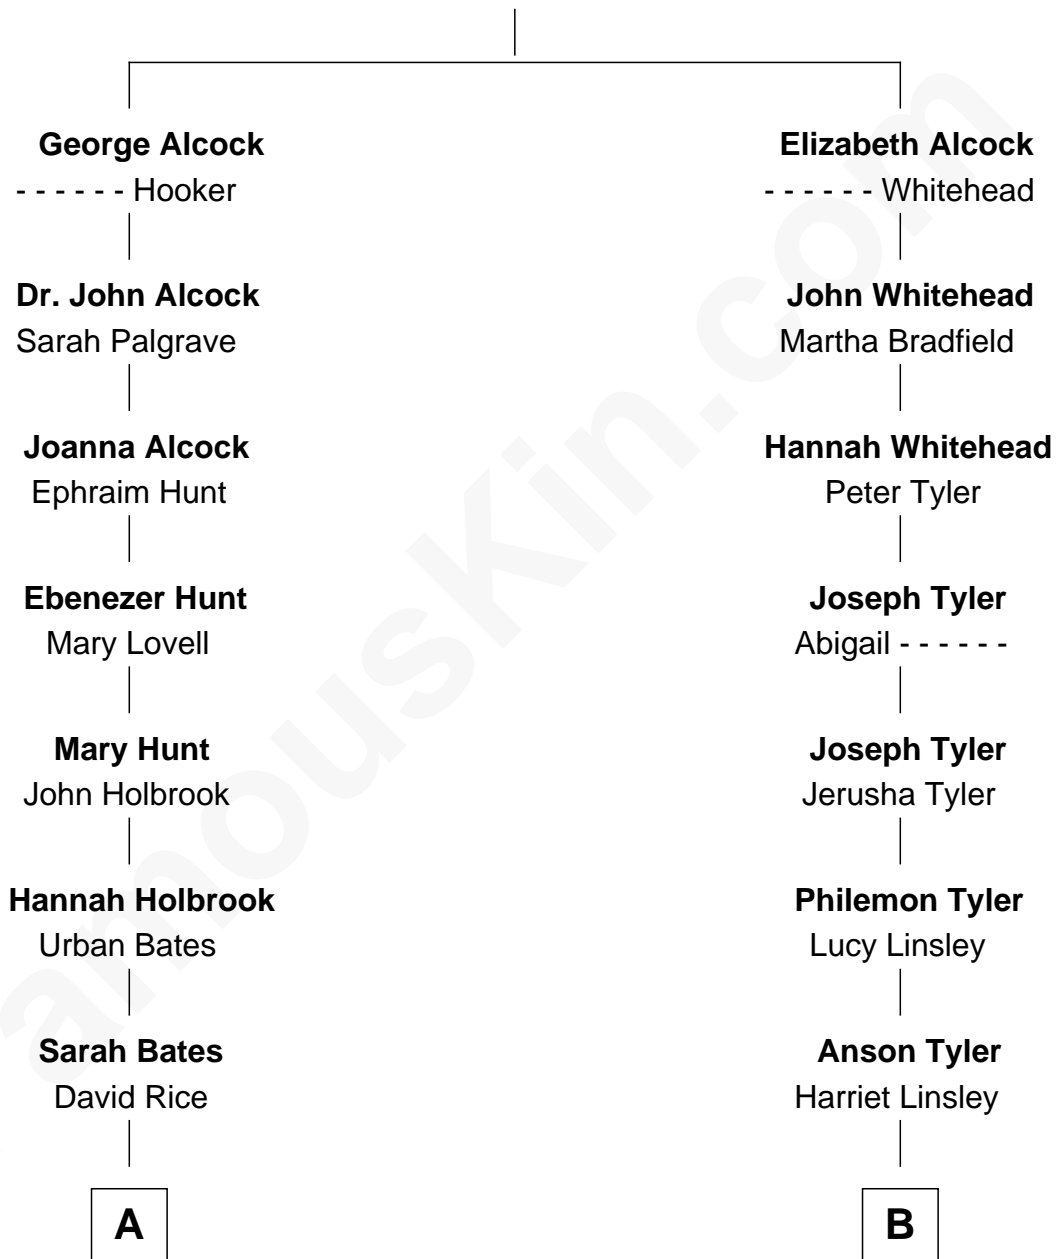 George Alcock
- - - - - - Hooker
Dr. John Alcock
Sarah Palgrave
Joanna Alcock
Ephraim Hunt
Ebenezer Hunt
Mary Lovell
Mary Hunt
John Holbrook
Hannah Holbrook
Urban Bates
Sarah Bates
David Rice
A
Elizabeth Alcock
- - - - - - Whitehead
John Whitehead
Martha Bradfield
Hannah Whitehead
Peter Tyler
Joseph Tyler
Abigail - - - - - -
Joseph Tyler
Jerusha Tyler
Philemon Tyler
Lucy Linsley
Anson Tyler
Harriet Linsley
B
amouskin.com